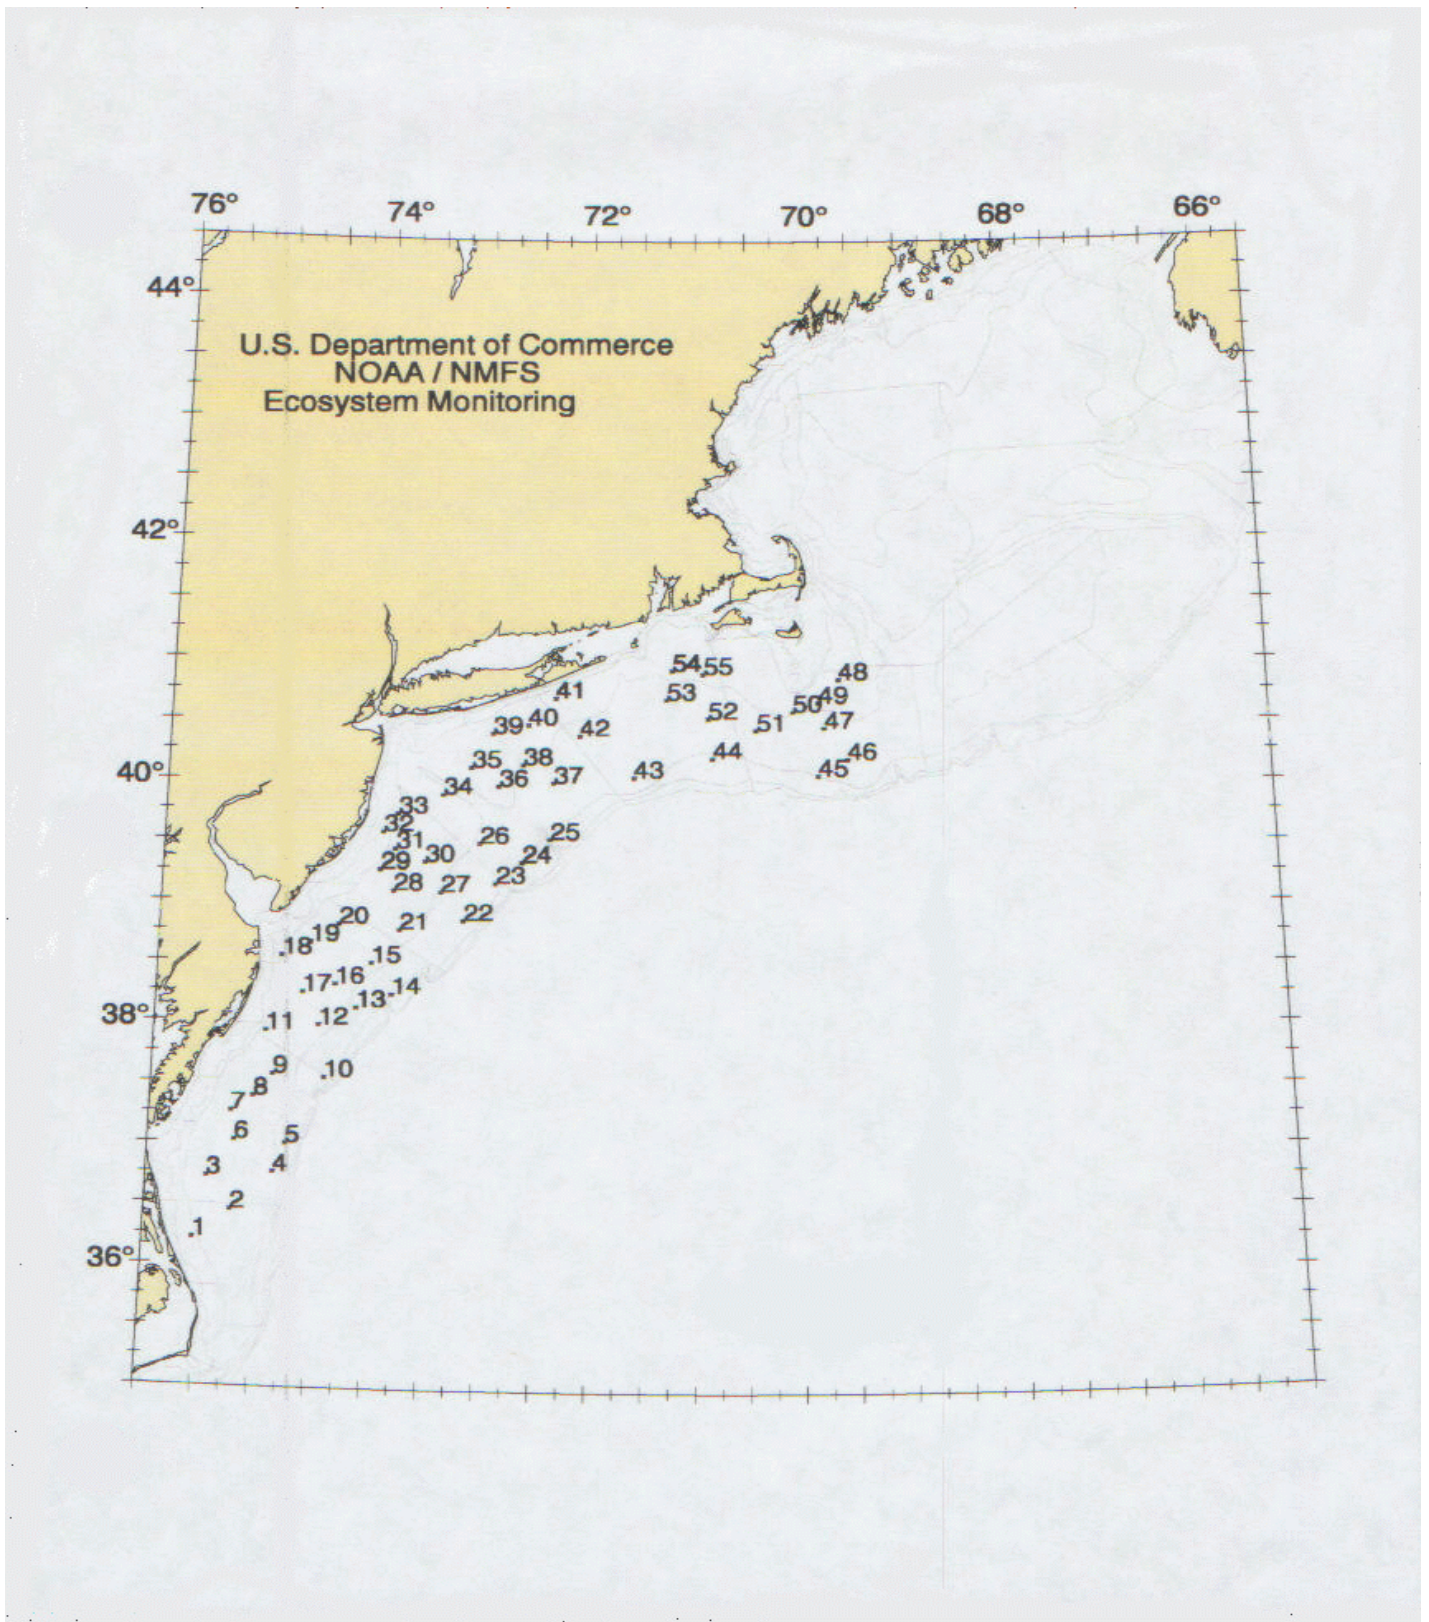 76° 74° 72° 70° 68° 66°
44°
U.S. Department of Commerce
NOAA / NMFS
Ecosystem Monitoring
42°
54 55 48
41 53 50 49
39 40 42 52 51 47
40° 35 38 44 46
34 36 37 43 45
33
32
31 26 25
29 30 24
28 27 23
20 21 22
18 19
15
17 16 14
38° 13
11 12
9 10
8
7
6 5
3 4
2
1
36°